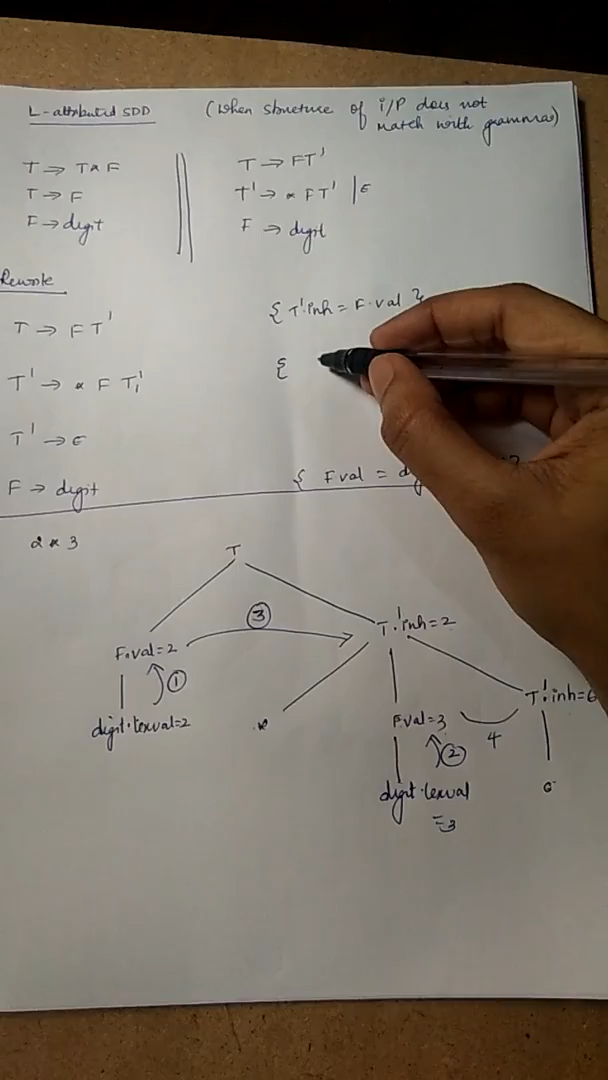 L-attributed SDD (when structure of i/P does not
match with grammar)
T → T * F
T → F
F → digit
T → FT'
T' → * FT' | ε
F → digit
Rewrite
T → F T' { T'.inh = F.val }
T' → * F T₁' {
T' → ε
F → digit { F.val =
2 * 3
T
③
F.val=2
T'.inh=2
①
digit.lexval=2
*
F.val=3
4
T₁'.inh=6
②
digit.lexval
=3
ε